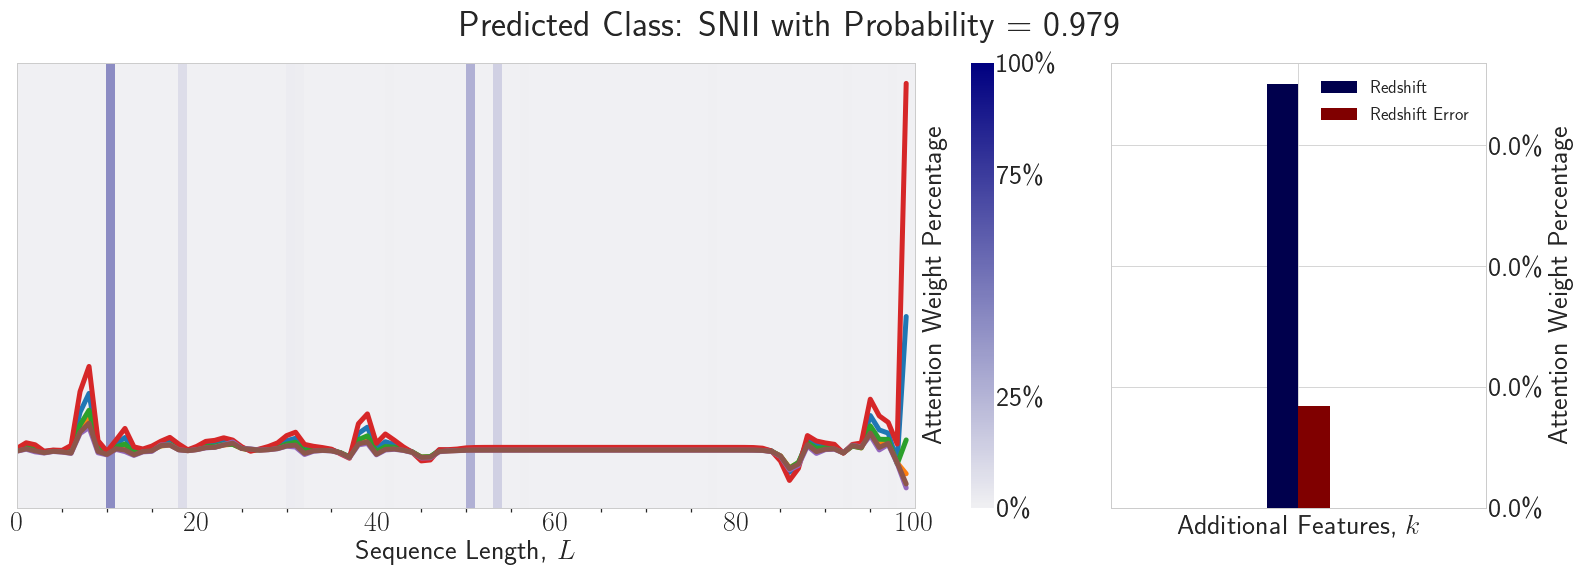 Predicted Class: SNII with Probability = 0.979
0
20
40
60
80
100
Sequence Length, L
100%
75%
25%
0%
Attention Weight Percentage
Redshift
Redshift Error
0.0%
0.0%
0.0%
0.0%
Attention Weight Percentage
Additional Features, k